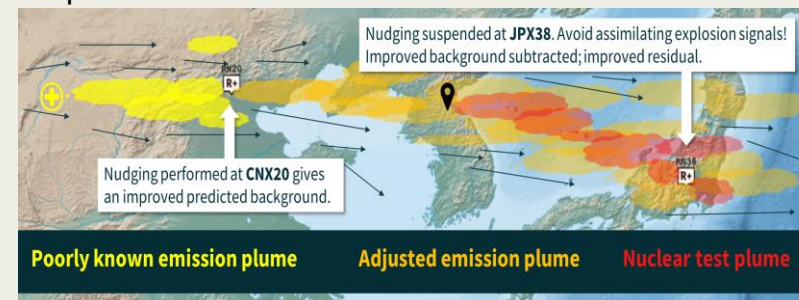 Nudging suspended at JPX38. Avoid assimilating explosion signals!
Improved background subtracted; improved residual.
RN20
R+
RN38
R+
Nudging performed at CNX20 gives
an improved predicted background.
Poorly known emission plume
Adjusted emission plume
Nuclear test plume